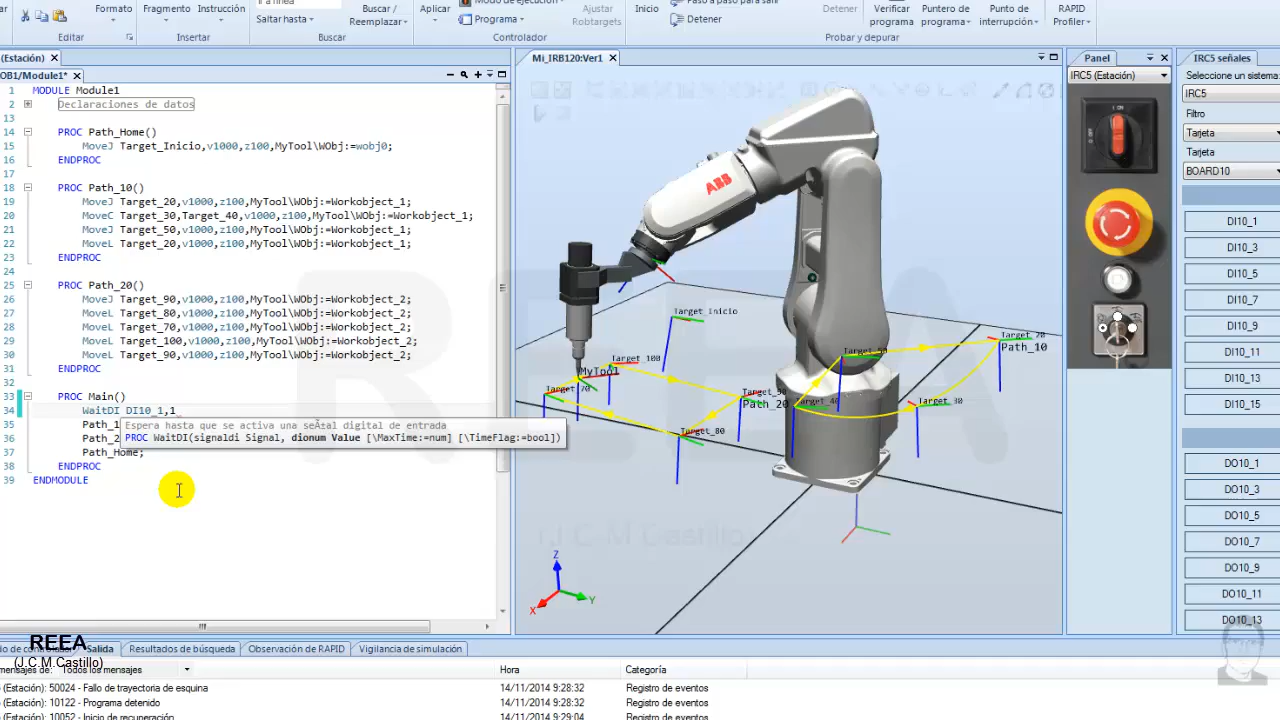 Formato
Fragmento
Instrucción
Saltar hasta
Buscar /
Reemplazar
Aplicar
Programa
Ajustar
Robtargets
Inicio
Detener
Detener
Verificar
programa
Puntero de
programa
Punto de
interrupción
RAPID
Profiler
Editar
Insertar
Buscar
Controlador
Probar y depurar
(Estación)
OB1/Module1*
Mi_IRB120:Ver1
Panel
IRC5 señales
1 MODULE Module1
2 Declaraciones de datos
13
14 PROC Path_Home()
15 MoveJ Target_Inicio,v1000,z100,MyTool\WObj:=wobj0;
16 ENDPROC
17
18 PROC Path_10()
19 MoveJ Target_20,v1000,z100,MyTool\WObj:=Workobject_1;
20 MoveC Target_30,Target_40,v1000,z100,MyTool\WObj:=Workobject_1;
21 MoveJ Target_50,v1000,z100,MyTool\WObj:=Workobject_1;
22 MoveL Target_20,v1000,z100,MyTool\WObj:=Workobject_1;
23 ENDPROC
24
25 PROC Path_20()
26 MoveJ Target_90,v1000,z100,MyTool\WObj:=Workobject_2;
27 MoveL Target_80,v1000,z100,MyTool\WObj:=Workobject_2;
28 MoveL Target_70,v1000,z100,MyTool\WObj:=Workobject_2;
29 MoveL Target_100,v1000,z100,MyTool\WObj:=Workobject_2;
30 MoveL Target_90,v1000,z100,MyTool\WObj:=Workobject_2;
31 ENDPROC
32
33 PROC Main()
34 WaitDI DI10_1,1
35 Path_1
36 Path_2
37 Path_Home;
38 ENDPROC
39 ENDMODULE
Espera hasta que se activa una seÃ±al digital de entrada
PROC WaitDI(signaldi Signal, dionum Value [\MaxTime:=num] [\TimeFlag:=bool])
REEA
(J C M Castillo)
ABB
Target_Inicio
Target_100
MyTool
Target_70
Target_90
Path_20
Target_80
Target_40
Target_50
Target_30
Target_20
Path_10
Z
Y
X
IRC5 (Estación)
Seleccione un sistema:
IRC5
Filtro
Tarjeta
Tarjeta
BOARD10
DI10_1
DI10_3
DI10_5
DI10_7
DI10_9
DI10_11
DI10_13
DI10_15
DO10_1
DO10_3
DO10_5
DO10_7
DO10_9
DO10_11
DO10_13
Salida
Resultados de búsqueda
Observación de RAPID
Vigilancia de simulación
REEA
(J.C.M.Castillo)
mensajes de: Todos los mensajes
Hora
Categoría
(Estación): 50024 - Fallo de trayectoria de esquina 14/11/2014 9:28:32 Registro de eventos
(Estación): 10122 - Programa detenido 14/11/2014 9:28:32 Registro de eventos
(Estación): 10052 - Inicio de recuperación 14/11/2014 9:29:04 Registro de eventos